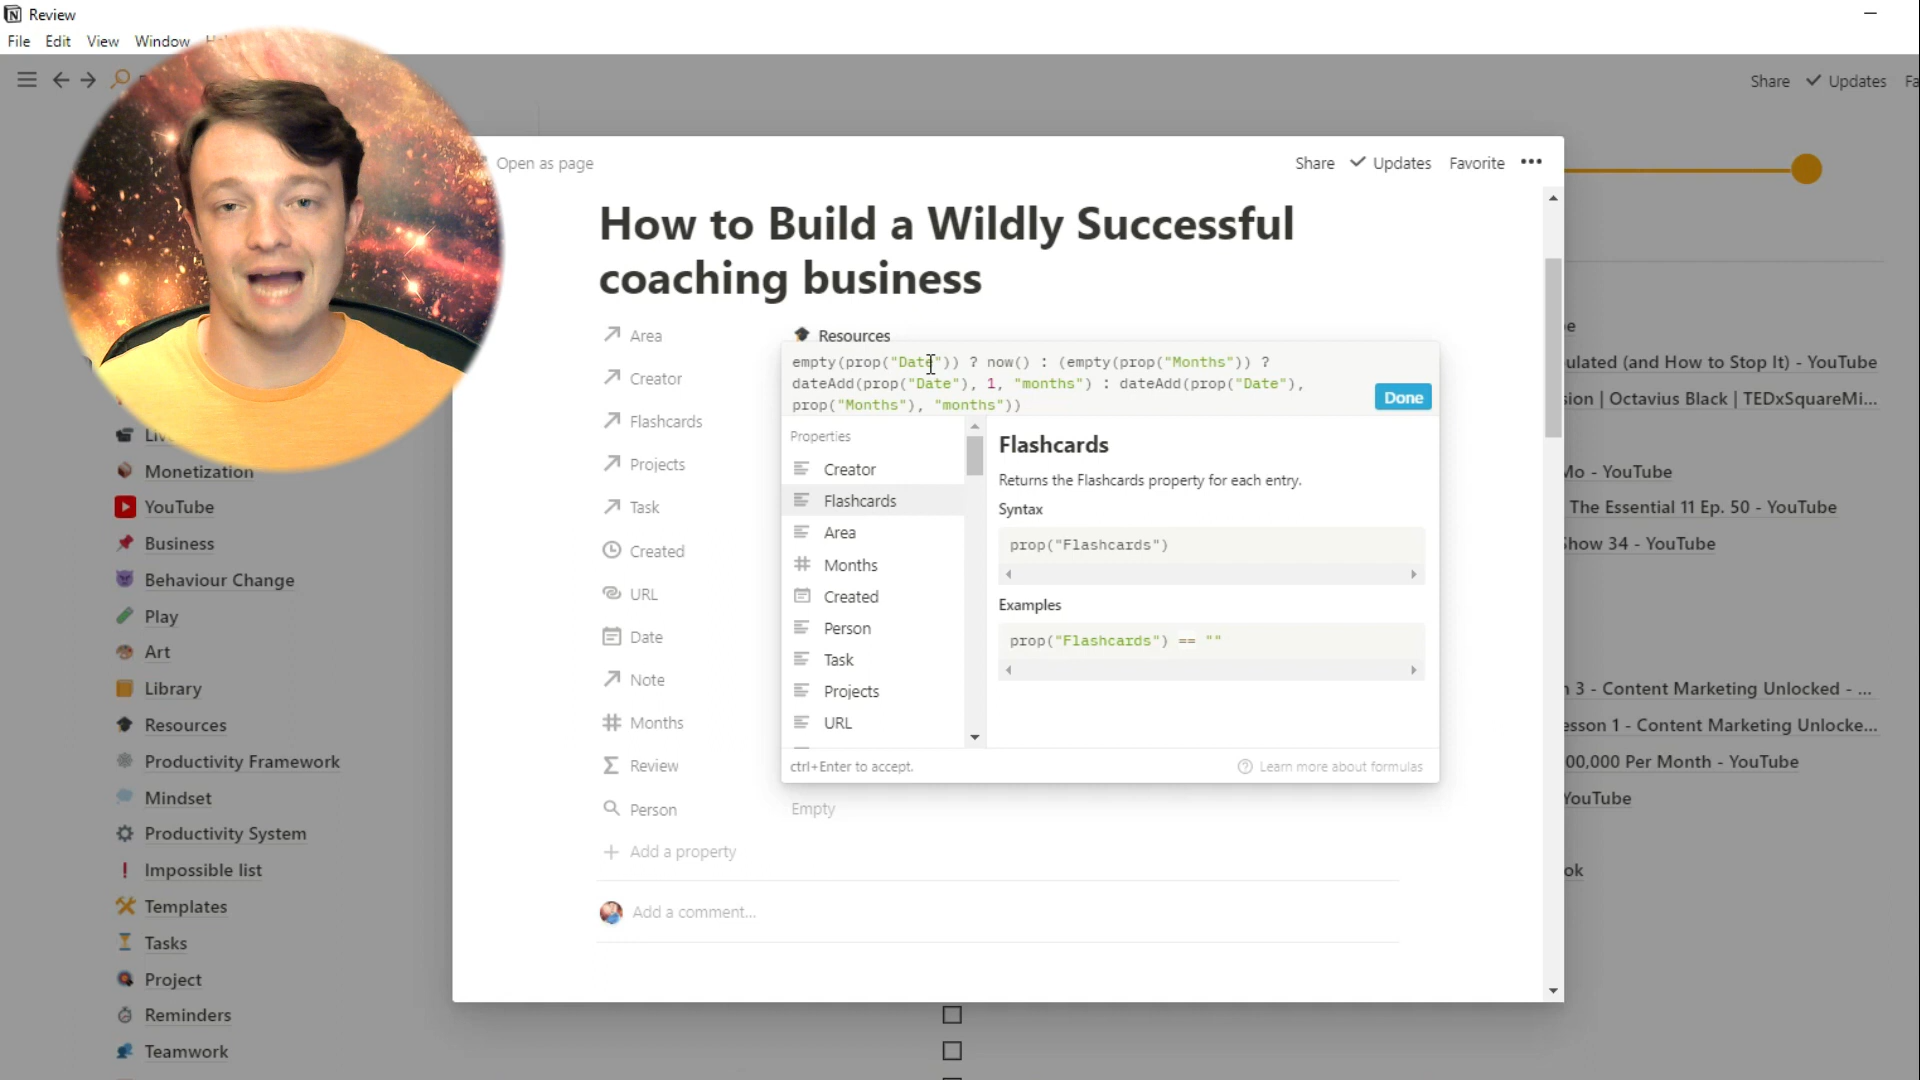 Review
File Edit View Window
Share Updates Fa
Open as page
Share Updates Favorite •••
How to Build a Wildly Successful
coaching business
Area
Resources
Creator
Flashcards
Projects
Task
Created
URL
Date
Note
Months
Review
Person
Empty
Add a property
Add a comment...
empty(prop("Date")) ? now() : (empty(prop("Months")) ?
dateAdd(prop("Date"), 1, "months") : dateAdd(prop("Date"),
prop("Months"), "months"))
Done
Properties
Creator
Flashcards
Area
Months
Created
Person
Task
Projects
URL
Flashcards
Returns the Flashcards property for each entry.
Syntax
prop("Flashcards")
Examples
prop("Flashcards") == ""
ctrl+Enter to accept.
Learn more about formulas
Monetization
YouTube
Business
Behaviour Change
Play
Art
Library
Resources
Productivity Framework
Mindset
Productivity System
Impossible list
Templates
Tasks
Project
Reminders
Teamwork
ulated (and How to Stop It) - YouTube
sion | Octavius Black | TEDxSquareMi...
Mo - YouTube
The Essential 11 Ep. 50 - YouTube
Show 34 - YouTube
n 3 - Content Marketing Unlocked - ...
esson 1 - Content Marketing Unlocke...
00,000 Per Month - YouTube
YouTube
ok